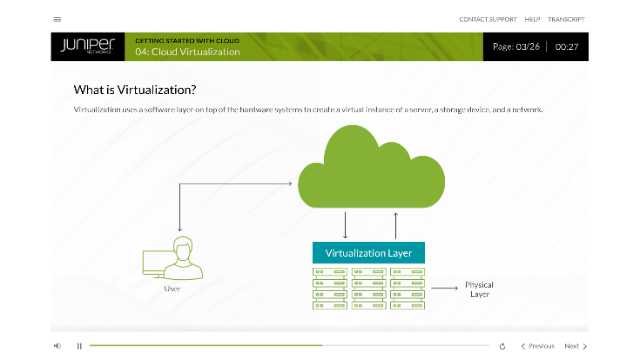 CONTACT SUPPORT HELP TRANSCRIPT
JUNIPER
NETWORKS
GETTING STARTED WITH CLOUD
04: Cloud Virtualization
Page: 03/26 | 00:27
What is Virtualization?
Virtualization uses a software layer on top of the hardware systems to create a virtual instance of a server, a storage device, and a network.
Virtualization Layer
User
Physical
Layer
Previous Next